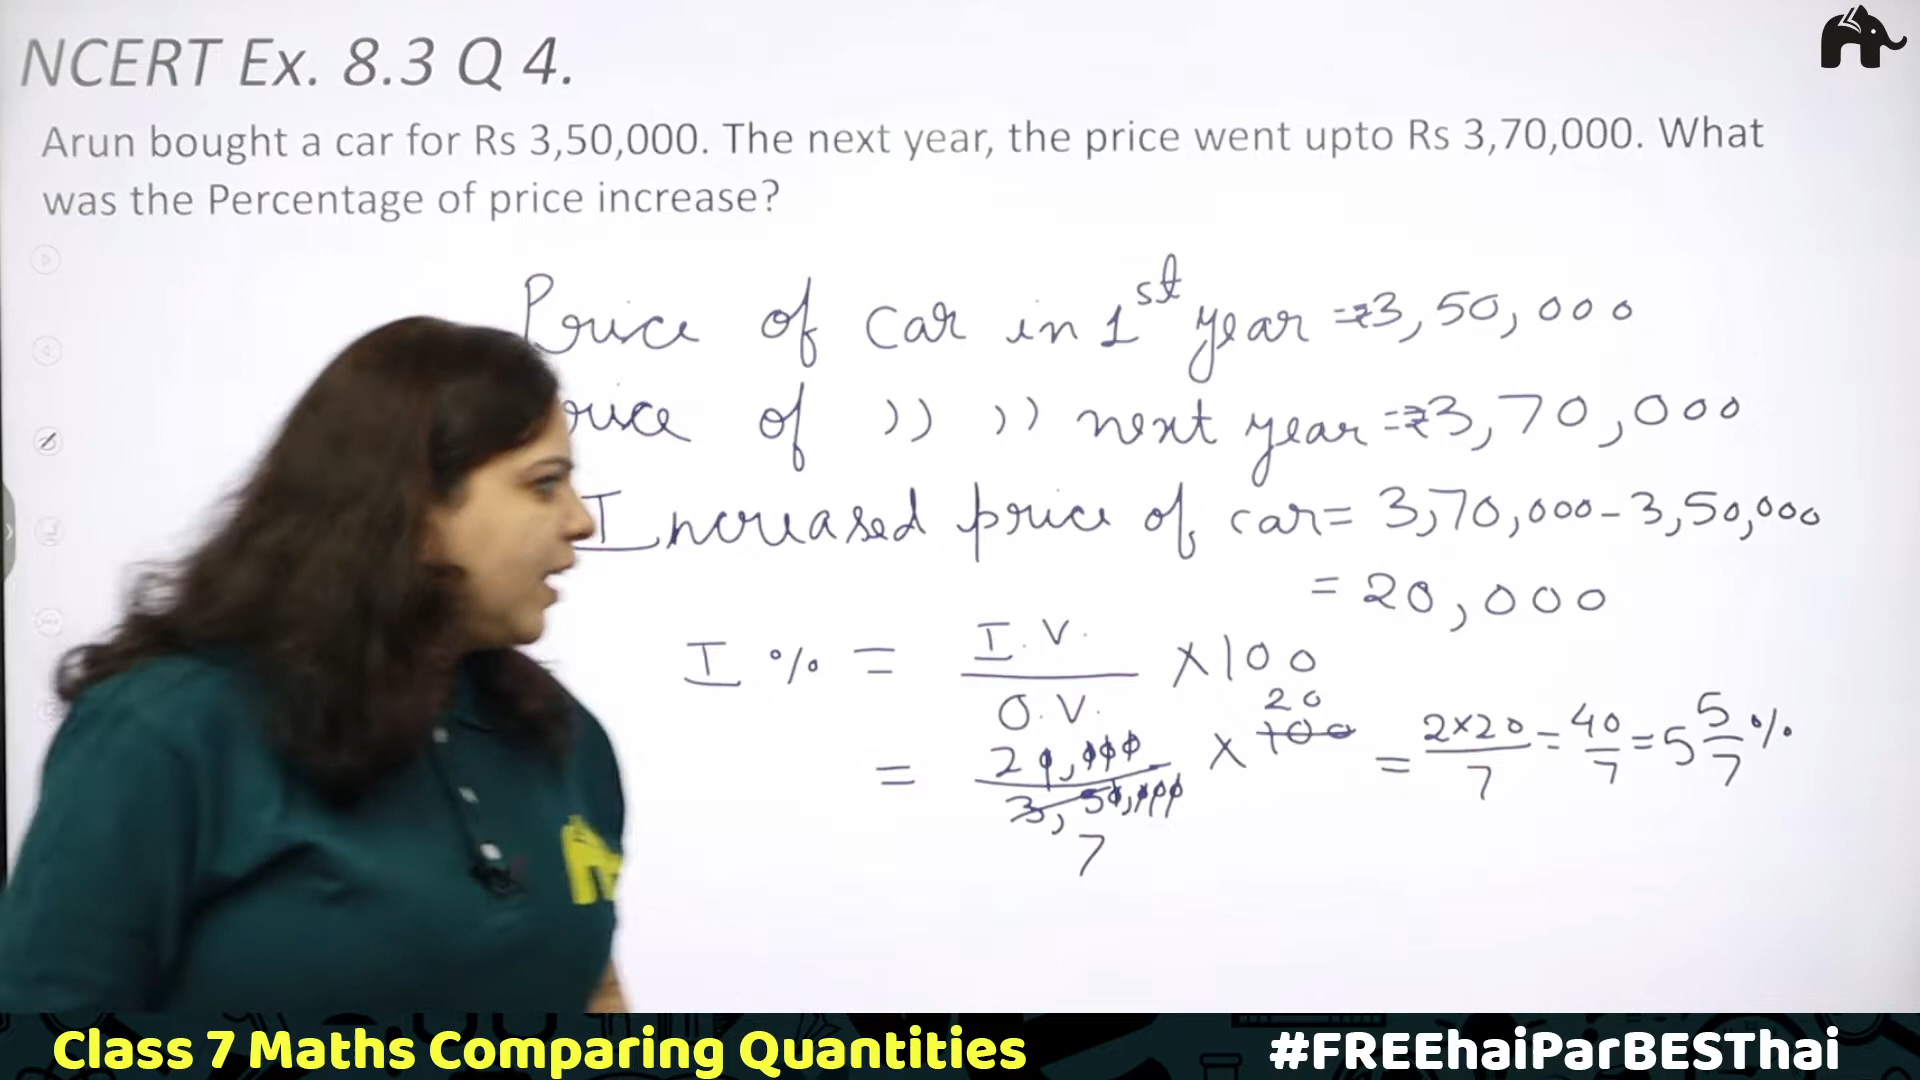 NCERT Ex. 8.3 Q 4.
Arun bought a car for Rs 3,50,000. The next year, the price went upto Rs 3,70,000. What
was the Percentage of price increase?
Price of car in 1st year = ₹3,50,000
rice of )) )) next year = ₹3,70,000
Increased price of car = 3,70,000 - 3,50,000
= 20,000
I % = I.V. / O.V. × 100
= 20,000 / 3,50,000 × 100 20 = 2×20 / 7 = 40/7 = 5 5/7 %
7
Class 7 Maths Comparing Quantities
#FREEhaiParBESThai